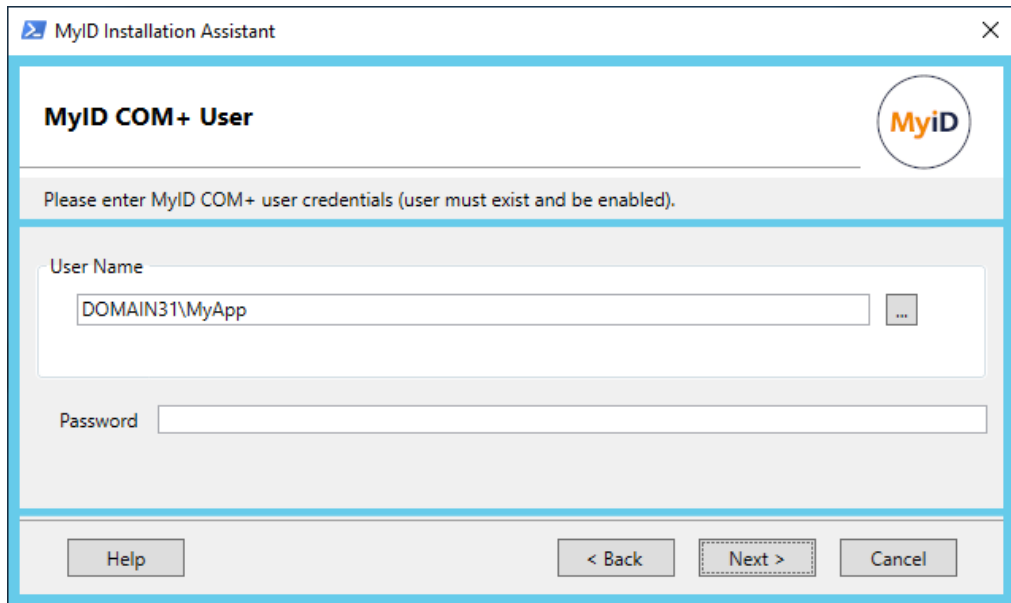 MyID Installation Assistant
MyID COM+ User
MyiD
Please enter MyID COM+ user credentials (user must exist and be enabled).
User Name
DOMAIN31\MyApp
...
Password
Help
< Back
Next >
Cancel